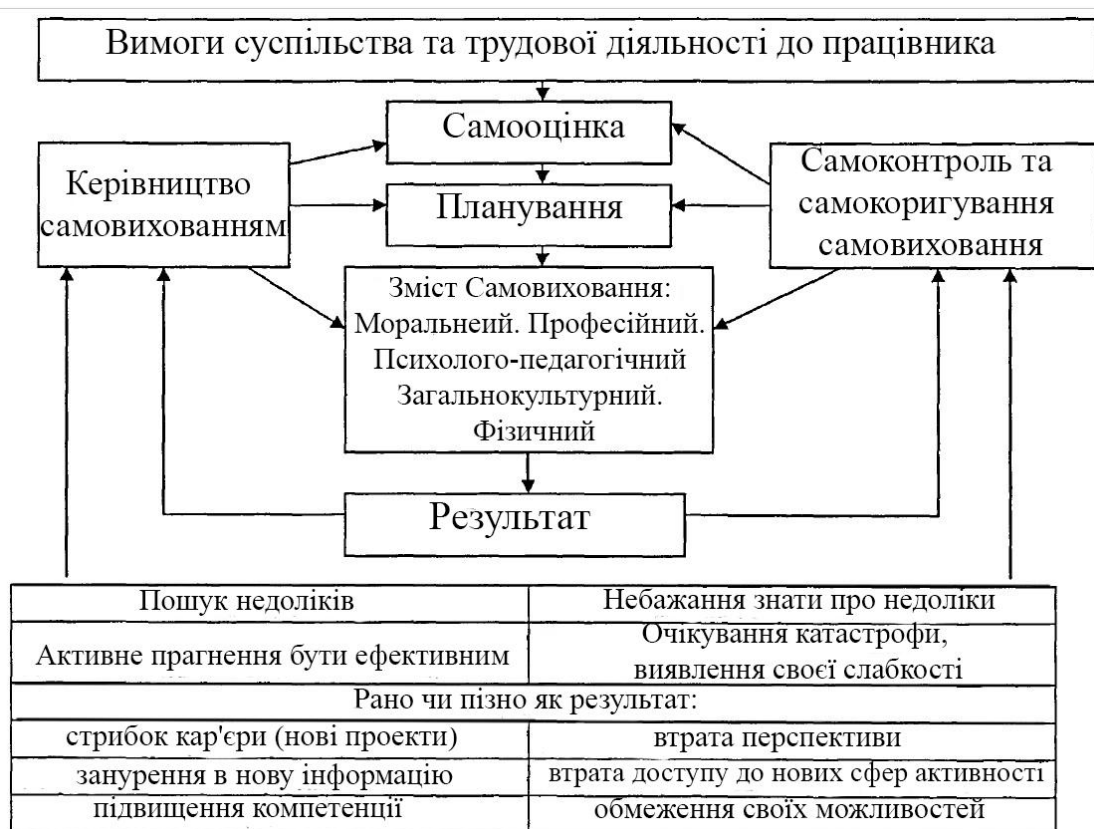 Вимоги суспільства та трудової діяльності до працівника
Самооцінка
Керівництво
самовихованням
Планування
Самоконтроль та
самокоригування
самовиховання
Зміст Самовиховання:
Моральнеий. Професійний.
Психолого-педагогічний
Загальнокультурний.
Фізичний
Результат
Пошук недоліків
Небажання знати про недоліки
Активне прагнення бути ефективним
Очікування катастрофи,
виявлення своєї слабкості
Рано чи пізно як результат:
стрибок кар'єри (нові проекти)
втрата перспективи
занурення в нову інформацію
втрата доступу до нових сфер активності
підвищення компетенції
обмеження своїх можливостей